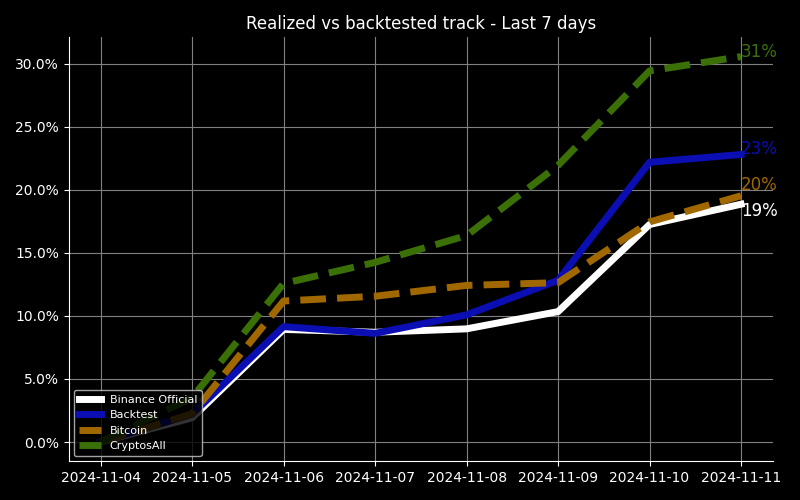 Realized vs backtested track - Last 7 days
30.0%
25.0%
20.0%
15.0%
10.0%
5.0%
0.0%
31%
23%
20%
19%
Binance Official
Backtest
Bitcoin
CryptosAll
2024-11-04 2024-11-05 2024-11-06 2024-11-07 2024-11-08 2024-11-09 2024-11-10 2024-11-11